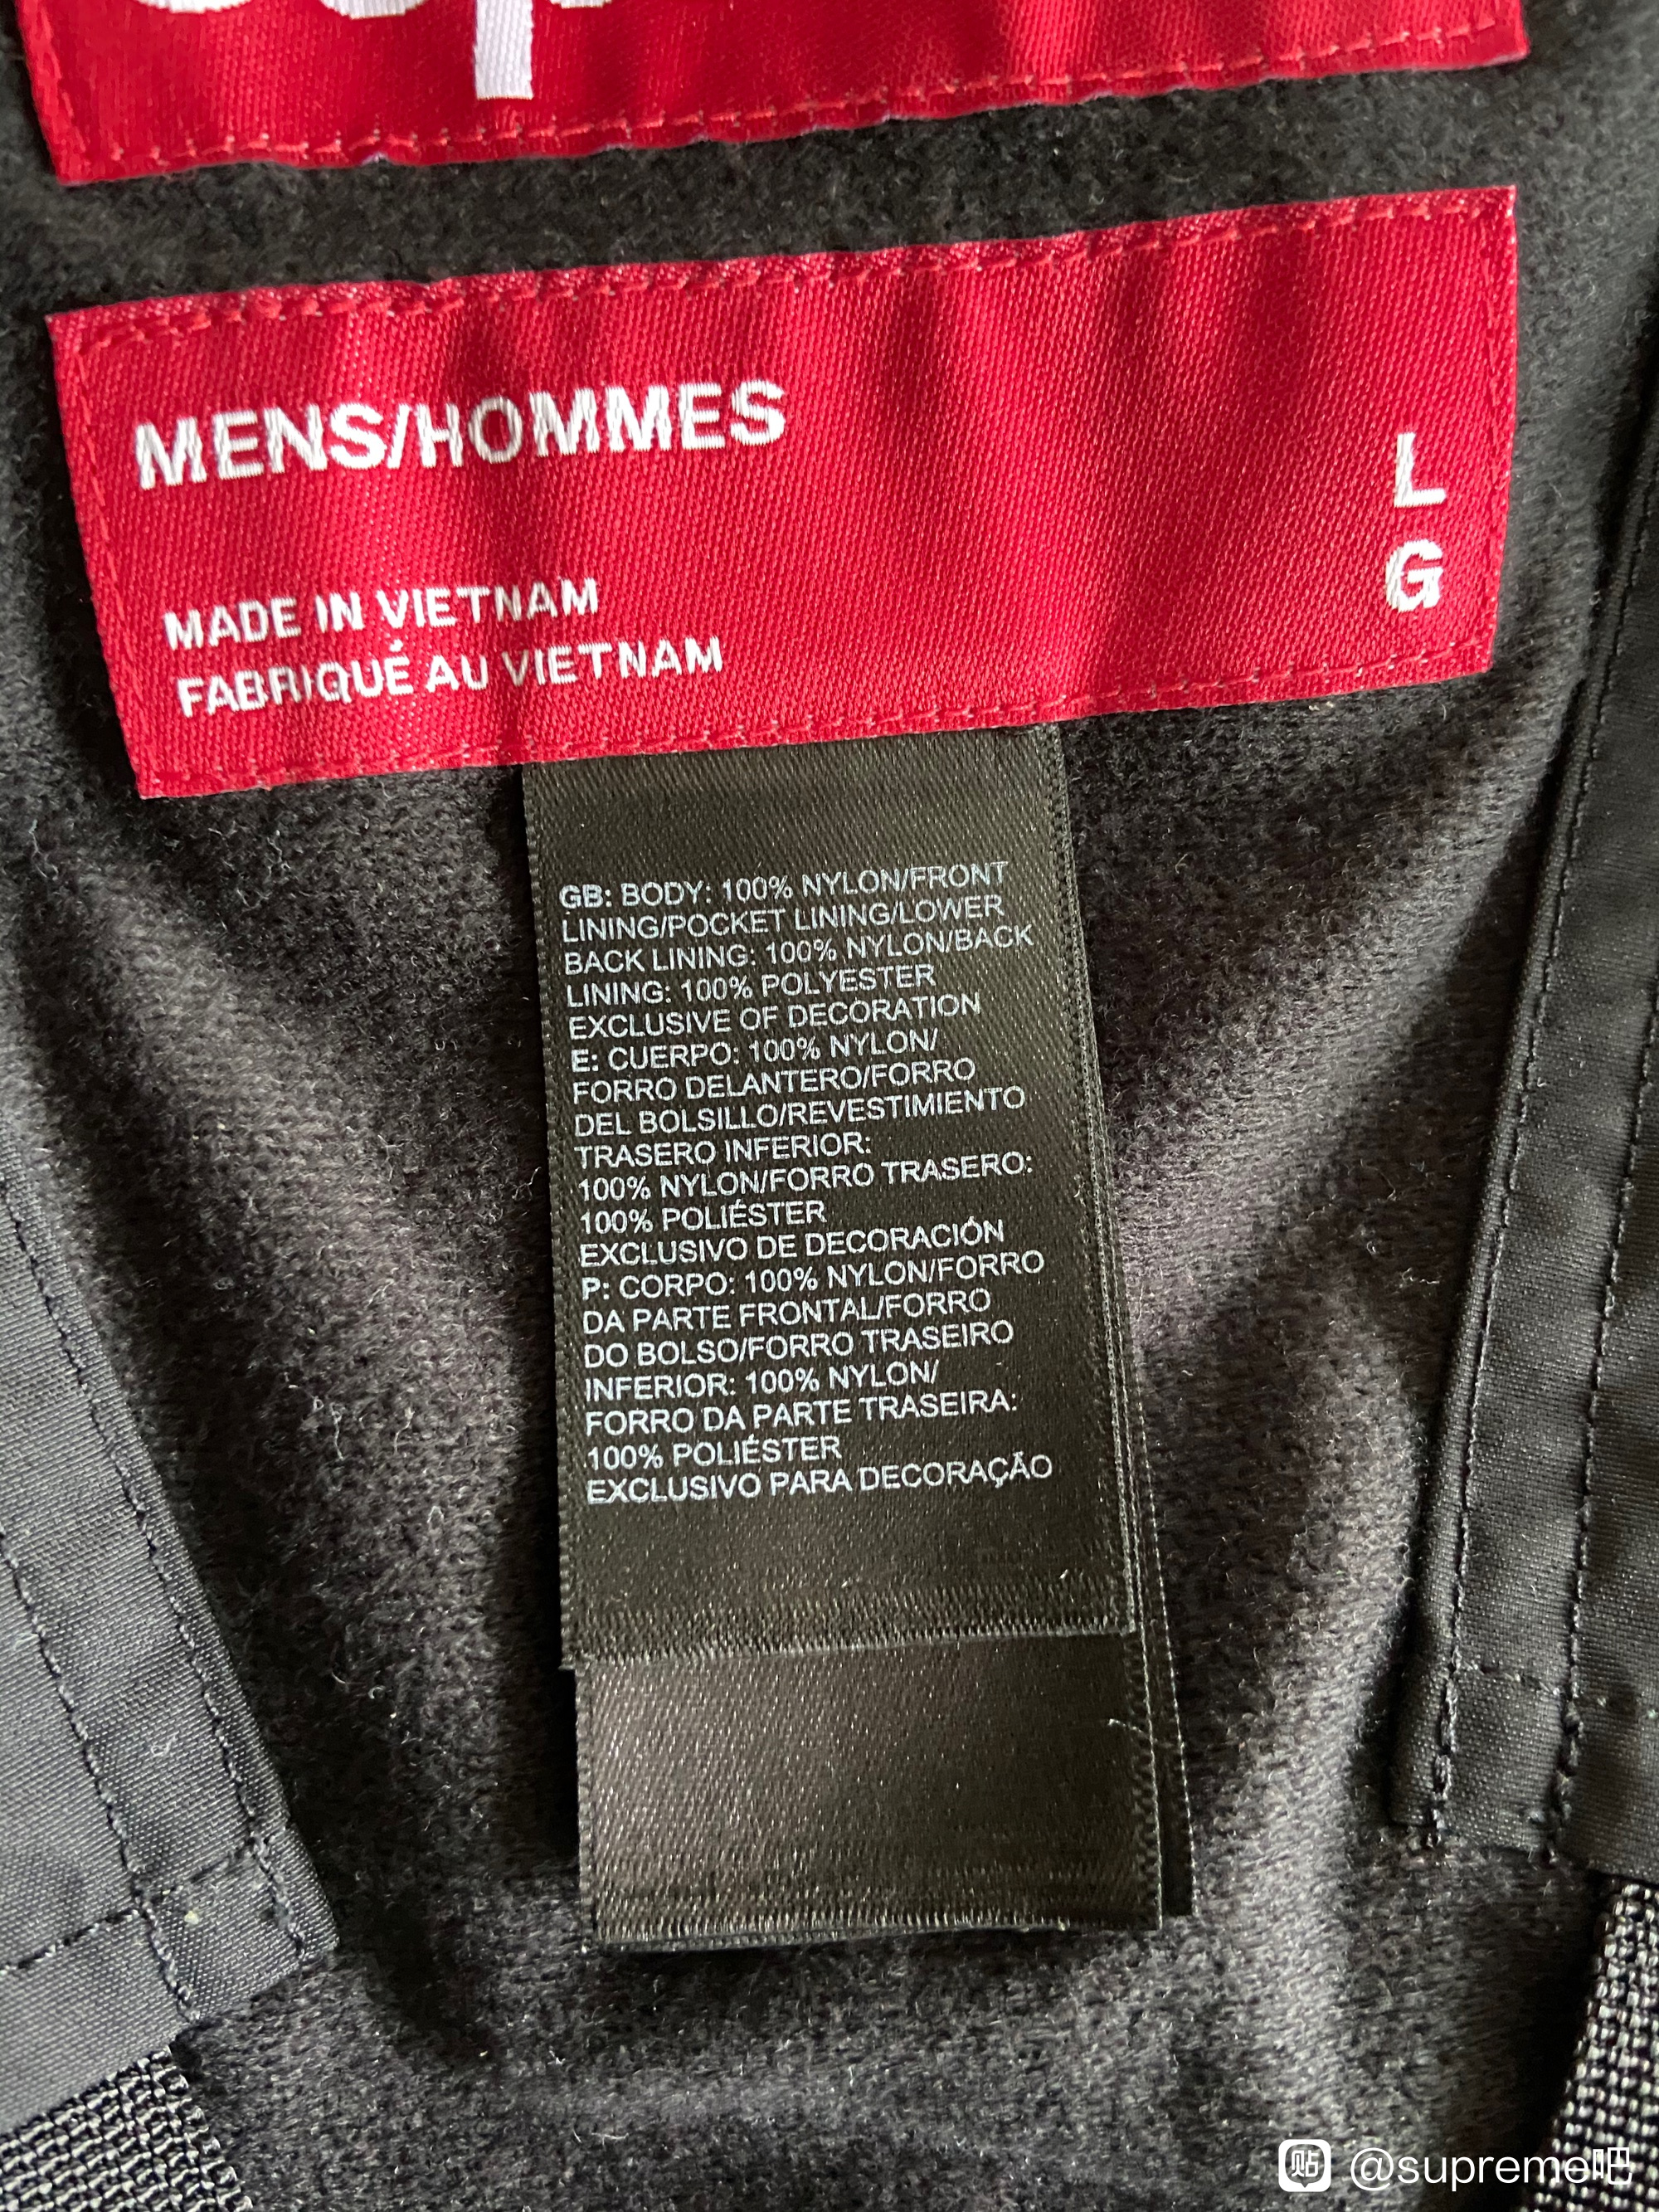 MENS/HOMMES
L
G
MADE IN VIETNAM
FABRIQUÉ AU VIETNAM
GB: BODY: 100% NYLON/FRONT
LINING/POCKET LINING/LOWER
BACK LINING: 100% NYLON/BACK
LINING: 100% POLYESTER
EXCLUSIVE OF DECORATION
E: CUERPO: 100% NYLON/
FORRO DELANTERO/FORRO
DEL BOLSILLO/REVESTIMIENTO
TRASERO INFERIOR:
100% NYLON/FORRO TRASERO:
100% POLIÉSTER
EXCLUSIVO DE DECORACIÓN
P: CORPO: 100% NYLON/FORRO
DA PARTE FRONTAL/FORRO
DO BOLSO/FORRO TRASEIRO
INFERIOR: 100% NYLON/
FORRO DA PARTE TRASEIRA:
100% POLIÉSTER
EXCLUSIVO PARA DECORAÇÃO
贴 @supreme吧